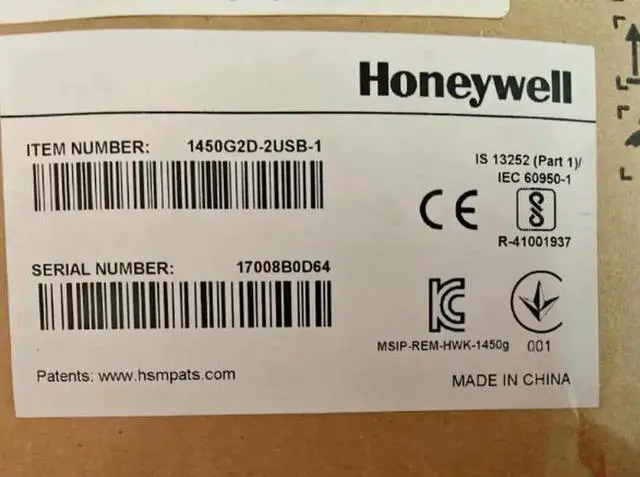 Honeywell
ITEM NUMBER: 1450G2D-2USB-1
IS 13252 (Part 1)/
IEC 60950-1
CE
R-41001937
SERIAL NUMBER: 17008B0D64
MSIP-REM-HWK-1450g
001
Patents: www.hsmpats.com
MADE IN CHINA